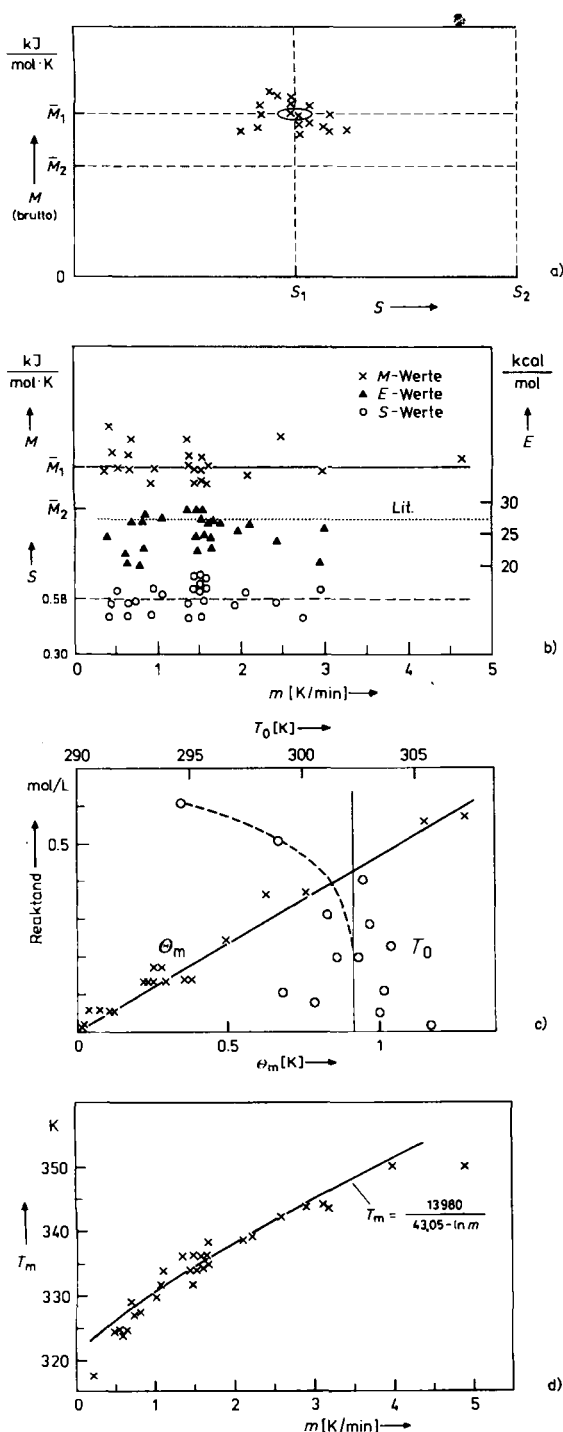 kJ
mol·K
M̄₁
M̄₂
M
(brutto)
0
S₁
S₂
S
a)
kJ
mol·K
kcal
mol
× M-Werte
▲ E-Werte
○ S-Werte
M
E
M̄₁
M̄₂
Lit.
30
25
20
S
0.58
0.30
0 1 2 3 4 5
m [K/min]
b)
T₀ [K]
290 295 300 305
mol/L
0.5
Reaktand
Θm
T₀
0 0.5 1
Θm [K]
c)
K
350
340
330
320
Tm
Tm = 13980 / 43,05 - ln m
0 1 2 3 4 5
m [K/min]
d)